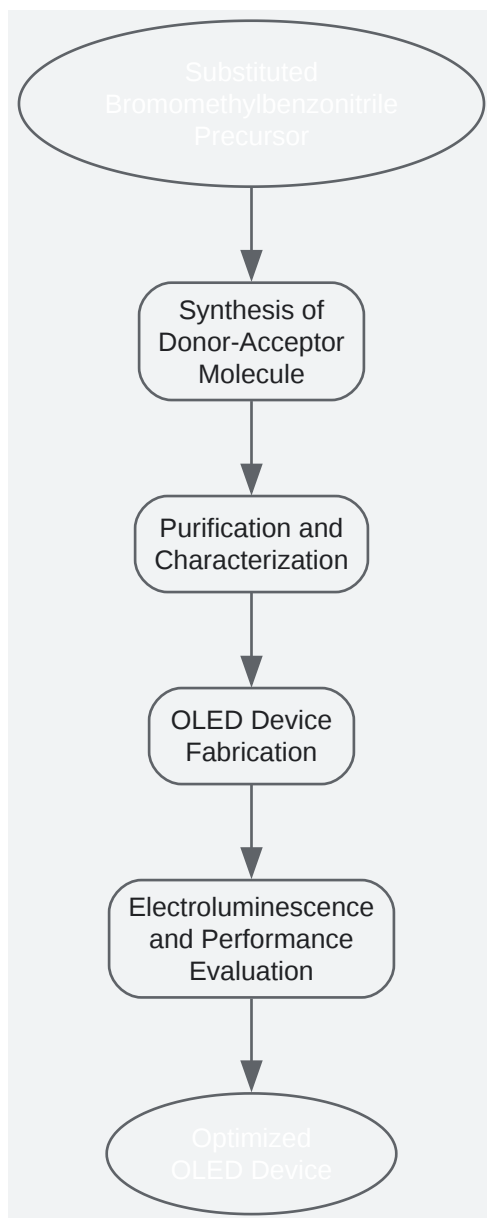 Substituted
Bromomethylbenzonitrile
Precursor
Synthesis of
Donor-Acceptor
Molecule
Purification and
Characterization
OLED Device
Fabrication
Electroluminescence
and Performance
Evaluation
Optimized
OLED Device